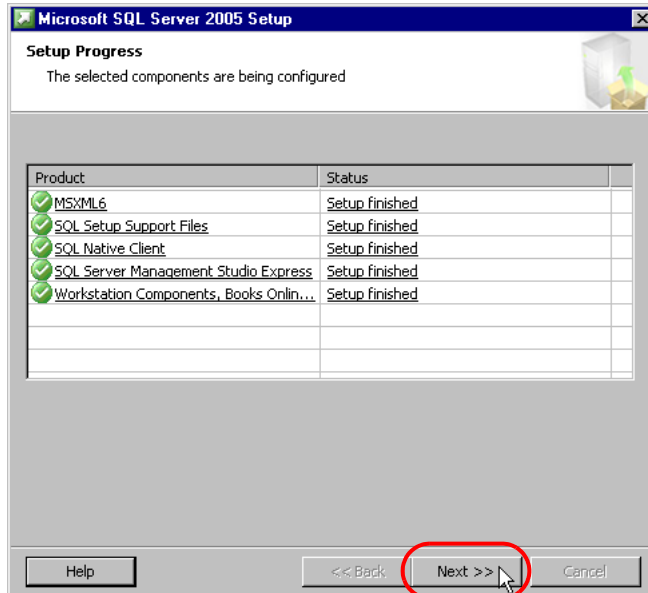 Microsoft SQL Server 2005 Setup
Setup Progress
The selected components are being configured
Product Status
MSXML6 Setup finished
SQL Setup Support Files Setup finished
SQL Native Client Setup finished
SQL Server Management Studio Express Setup finished
Workstation Components, Books Onlin... Setup finished
Help << Back Next >> Cancel